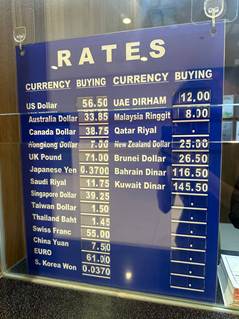 RATES
CURRENCY BUYING CURRENCY BUYING
US Dollar 56.50
Australia Dollar 33.85
Canada Dollar 38.75
Hongkong Dollar 7.00
UK Pound 71.00
Japanese Yen 0.3700
Saudi Riyal 11.75
Singapore Dollar 39.25
Taiwan Dollar 1.50
Thailand Baht 1.45
Swiss Franc 55.00
China Yuan 7.50
EURO 61.00
S. Korea Won 0.0370
UAE DIRHAM 12.00
Malaysia Ringgit 8.00
Qatar Riyal
New Zealand Dollar 25.00
Brunei Dollar 26.50
Bahrain Dinar 116.50
Kuwait Dinar 145.50